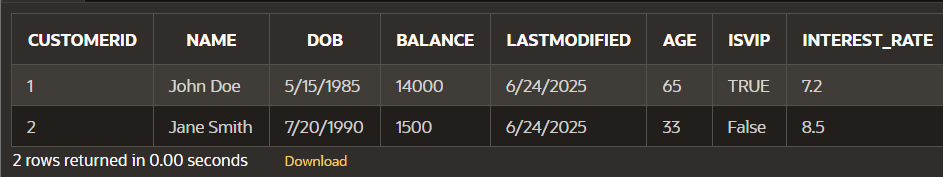 CUSTOMERID NAME DOB BALANCE LASTMODIFIED AGE ISVIP INTEREST_RATE
1 John Doe 5/15/1985 14000 6/24/2025 65 TRUE 7.2
2 Jane Smith 7/20/1990 1500 6/24/2025 33 False 8.5
2 rows returned in 0.00 seconds Download